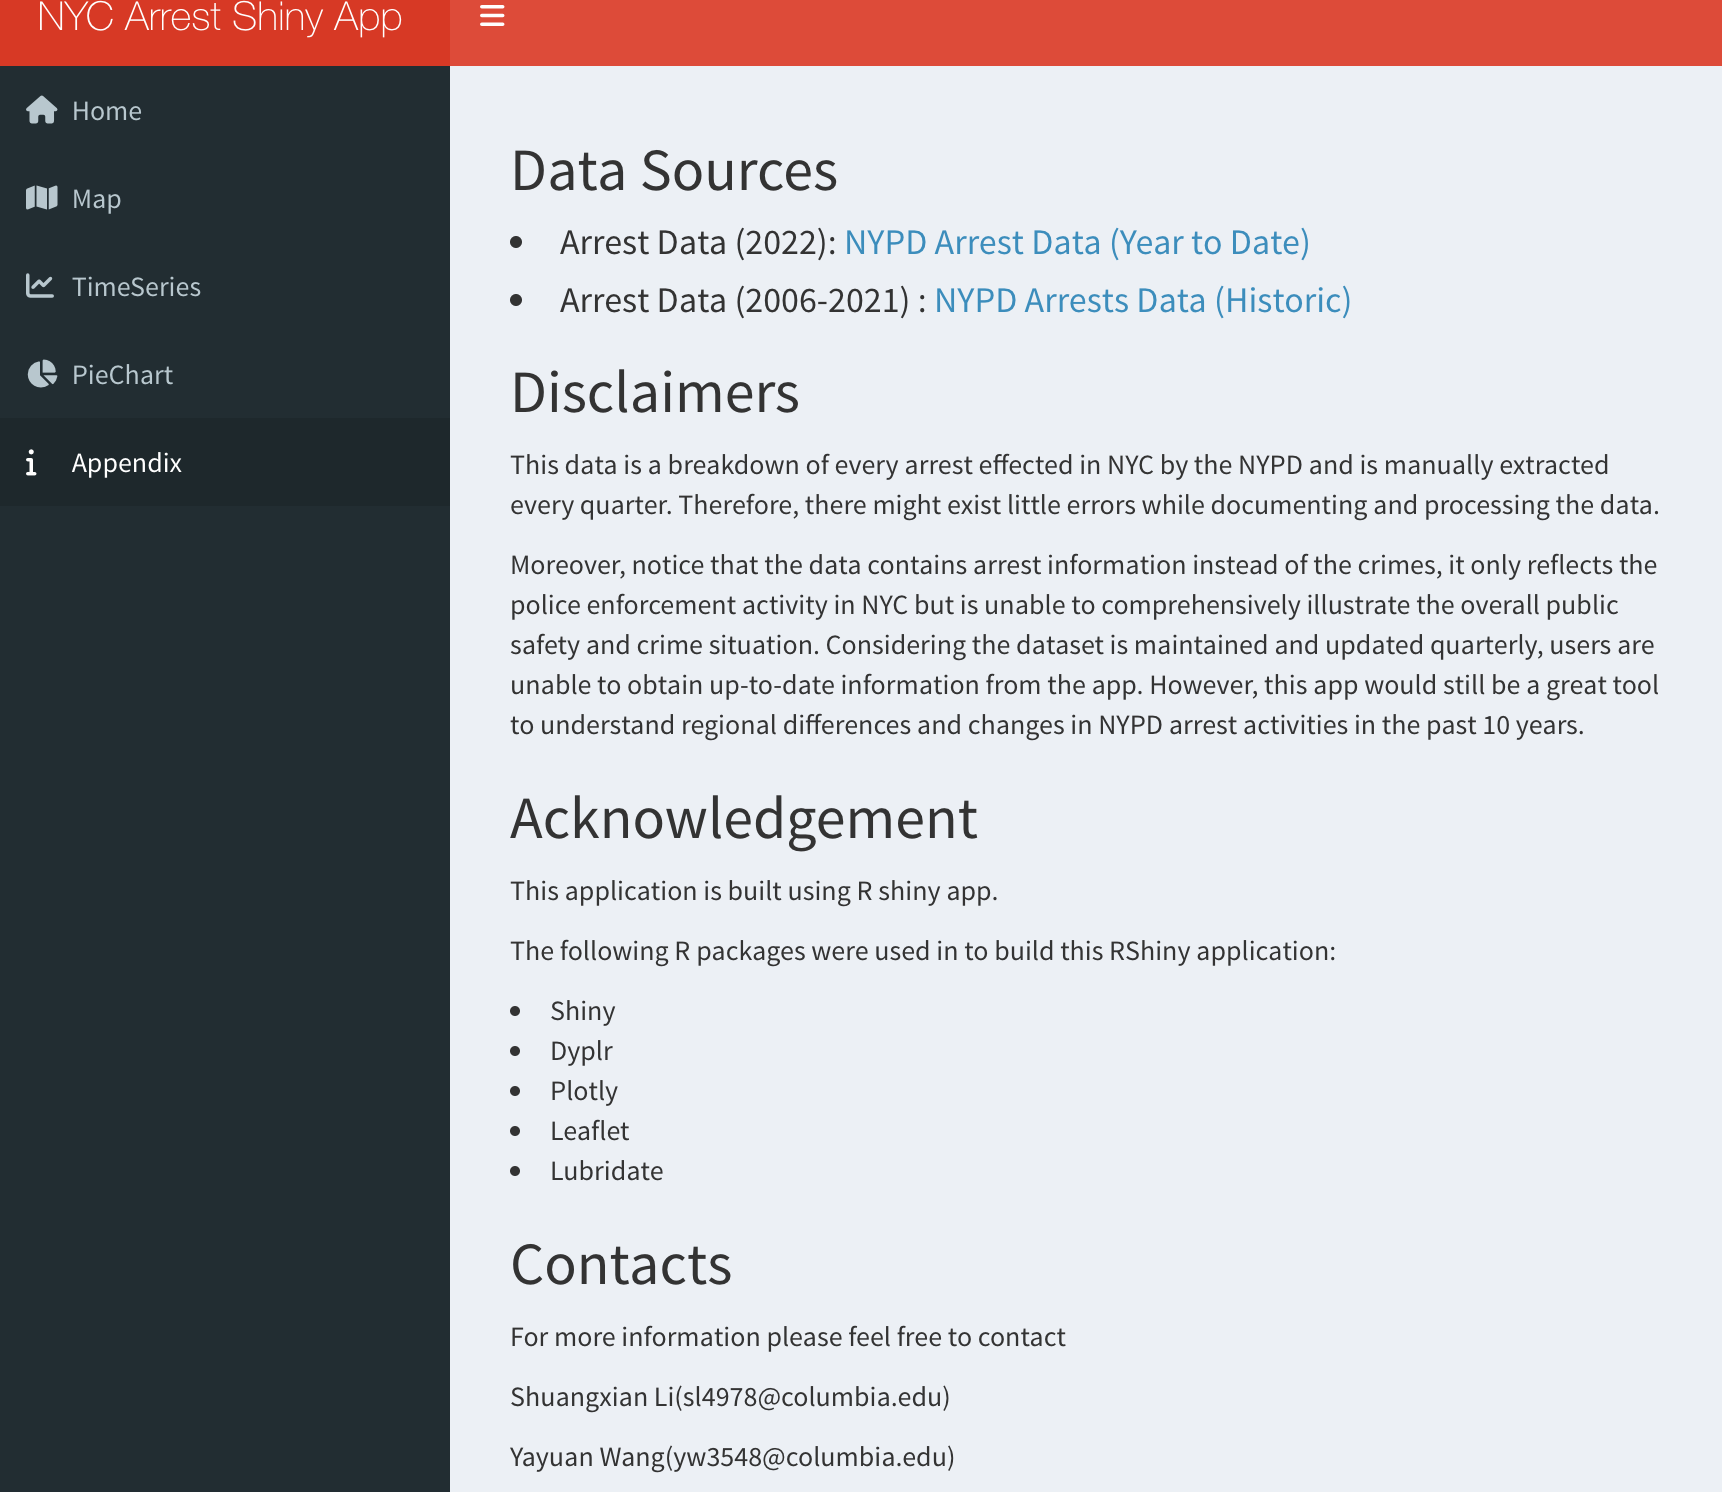 NYC Arrest Shiny App
Home
Map
TimeSeries
PieChart
Appendix
Data Sources
Arrest Data (2022): NYPD Arrest Data (Year to Date)
Arrest Data (2006-2021) : NYPD Arrests Data (Historic)
Disclaimers
This data is a breakdown of every arrest effected in NYC by the NYPD and is manually extracted
every quarter. Therefore, there might exist little errors while documenting and processing the data.
Moreover, notice that the data contains arrest information instead of the crimes, it only reflects the
police enforcement activity in NYC but is unable to comprehensively illustrate the overall public
safety and crime situation. Considering the dataset is maintained and updated quarterly, users are
unable to obtain up-to-date information from the app. However, this app would still be a great tool
to understand regional differences and changes in NYPD arrest activities in the past 10 years.
Acknowledgement
This application is built using R shiny app.
The following R packages were used in to build this RShiny application:
Shiny
Dyplr
Plotly
Leaflet
Lubridate
Contacts
For more information please feel free to contact
Shuangxian Li(sl4978@columbia.edu)
Yayuan Wang(yw3548@columbia.edu)